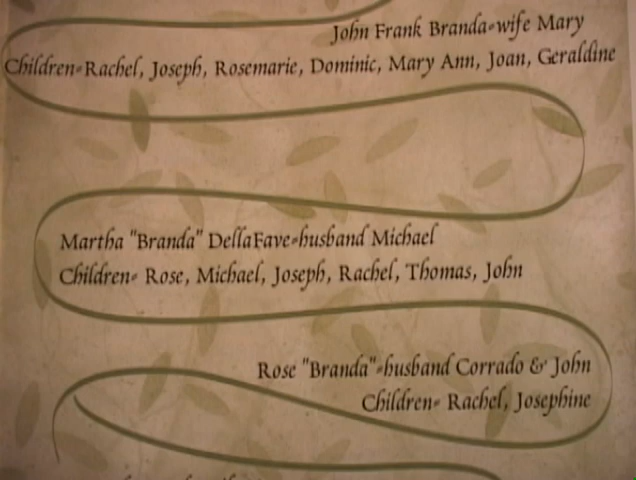 John Frank Branda-wife Mary
Children-Rachel, Joseph, Rosemarie, Dominic, Mary Ann, Joan, Geraldine
Martha "Branda" DellaFave-husband Michael
Children- Rose, Michael, Joseph, Rachel, Thomas, John
Rose "Branda"-husband Corrado & John
Children- Rachel, Josephine